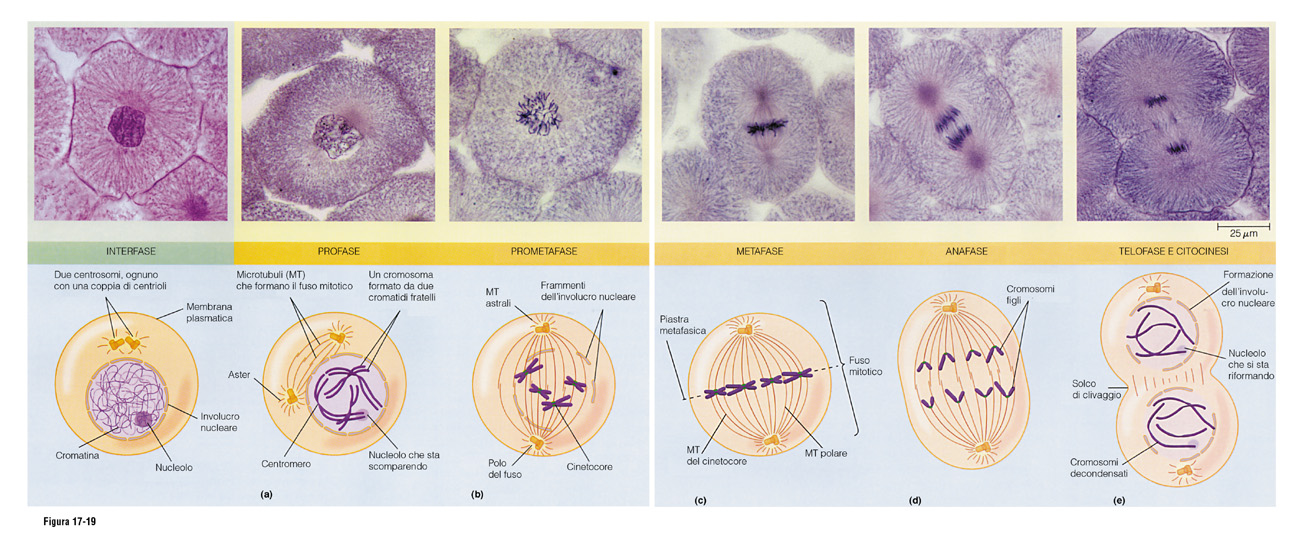 25 μm
INTERFASE
PROFASE
PROMETAFASE
METAFASE
ANAFASE
TELOFASE E CITOCINESI
Due centrosomi, ognuno
con una coppia di centrioli
Membrana
plasmatica
Involucro
nucleare
Cromatina
Nucleolo
Microtubuli (MT)
che formano il fuso mitotico
Un cromosoma
formato da due
cromatidi fratelli
Aster
Centromero
Nucleolo che sta
scomparendo
(a)
MT
astrali
Frammenti
dell'involucro nucleare
Polo
del fuso
Cinetocore
(b)
Piastra
metafasica
Fuso
mitotico
MT
del cinetocore
MT polare
(c)
Cromosomi
figli
(d)
Formazione
dell'involu-
cro nucleare
Nucleolo
che si sta
riformando
Solco
di clivaggio
Cromosomi
decondensati
(e)
Figura 17-19